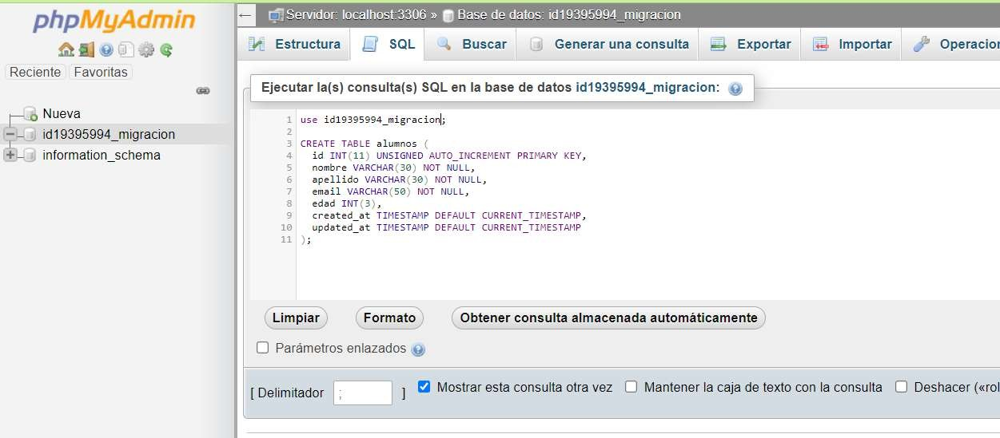 phpMyAdmin
Reciente Favoritas
Nueva
id19395994_migracion
information_schema
Servidor: localhost:3306 » Base de datos: id19395994_migracion
Estructura SQL Buscar Generar una consulta Exportar Importar Operacion
Ejecutar la(s) consulta(s) SQL en la base de datos id19395994_migracion:
1 use id19395994_migracion;
2
3 CREATE TABLE alumnos (
4 id INT(11) UNSIGNED AUTO_INCREMENT PRIMARY KEY,
5 nombre VARCHAR(30) NOT NULL,
6 apellido VARCHAR(30) NOT NULL,
7 email VARCHAR(50) NOT NULL,
8 edad INT(3),
9 created_at TIMESTAMP DEFAULT CURRENT_TIMESTAMP,
10 updated_at TIMESTAMP DEFAULT CURRENT_TIMESTAMP
11 );
Limpiar Formato Obtener consulta almacenada automáticamente
Parámetros enlazados
[ Delimitador ; ] Mostrar esta consulta otra vez Mantener la caja de texto con la consulta Deshacer («rol